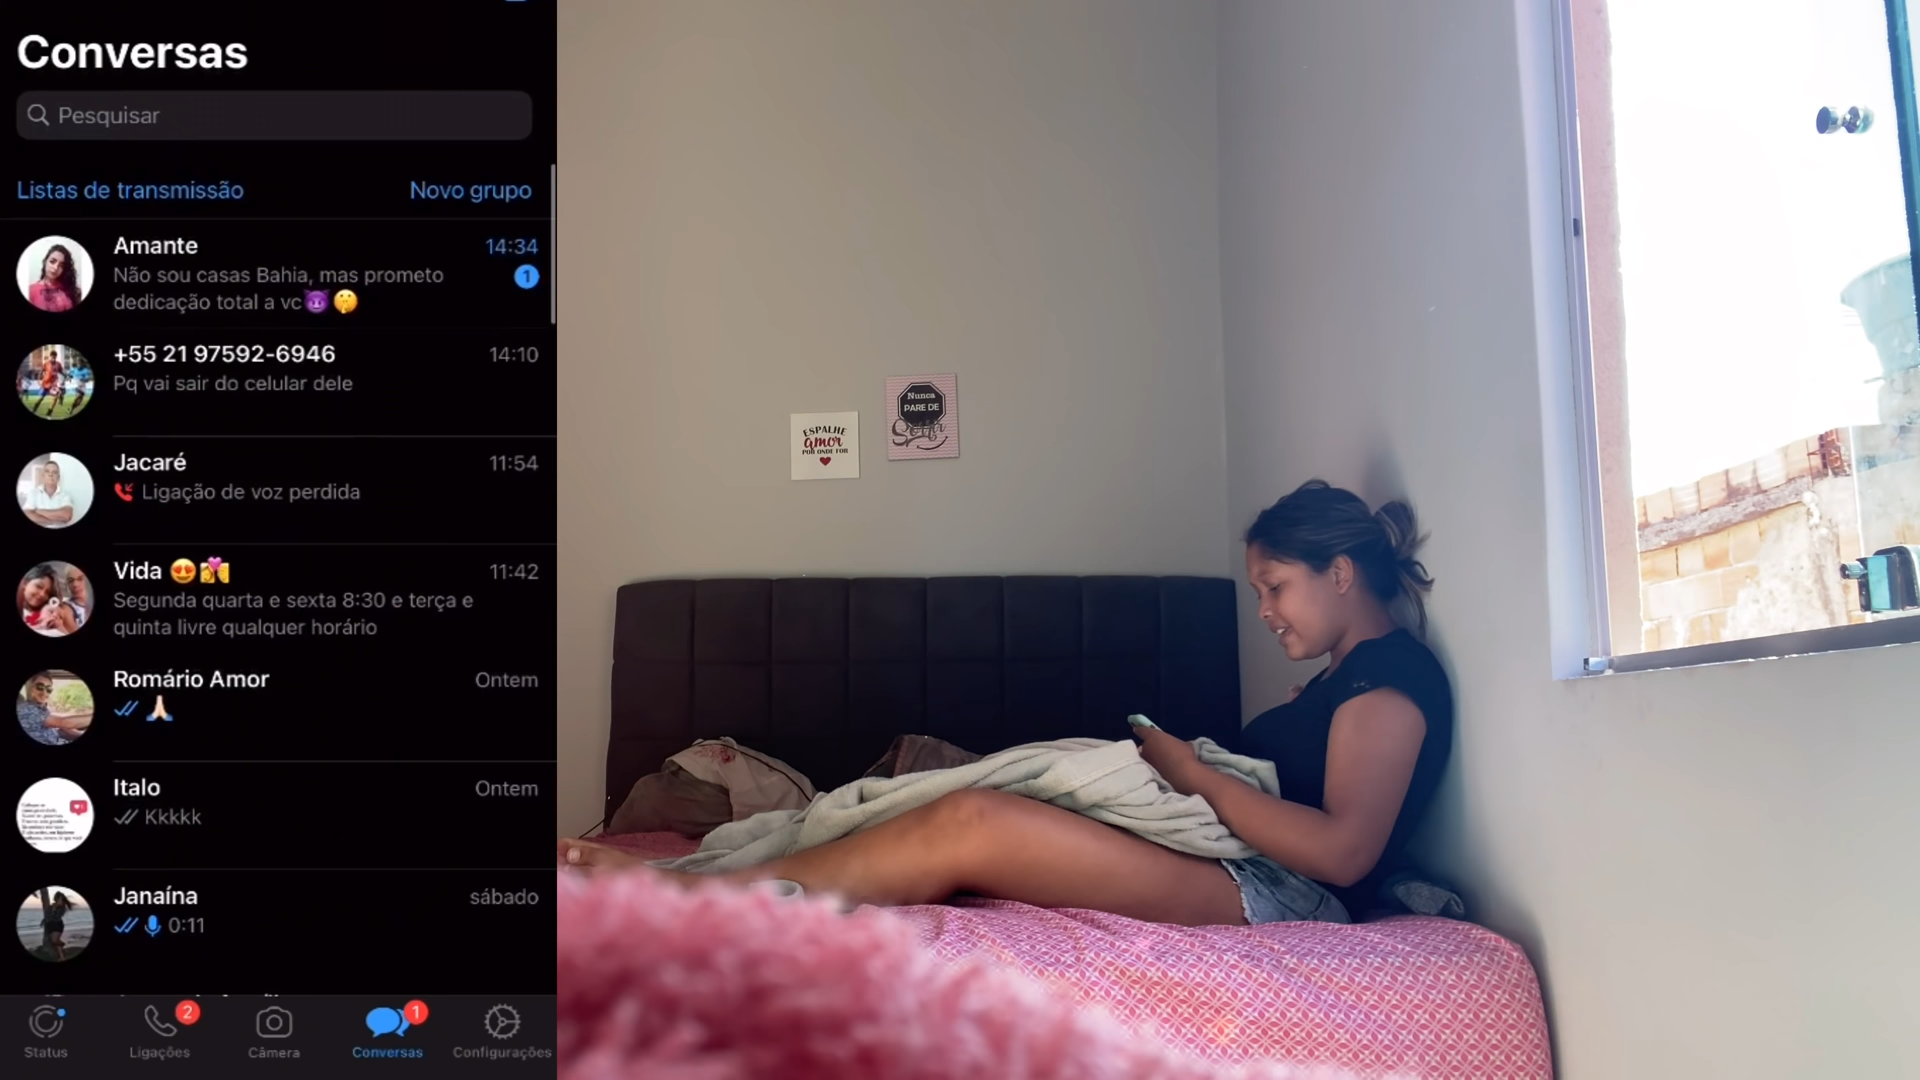 Conversas
Pesquisar
Listas de transmissão
Novo grupo
Amante
14:34
Não sou casas Bahia, mas prometo
dedicação total a vc😈🤫
1
+55 21 97592-6946
14:10
Pq vai sair do celular dele
Jacaré
11:54
Ligação de voz perdida
Vida 😍💏
11:42
Segunda quarta e sexta 8:30 e terça e
quinta livre qualquer horário
Romário Amor
Ontem
🙏🏻
Italo
Ontem
Kkkkk
Janaína
sábado
0:11
2
1
Status
Ligações
Câmera
Conversas
Configurações
ESPALHE
amor
POR ONDE FOR
Nunca
PARE DE